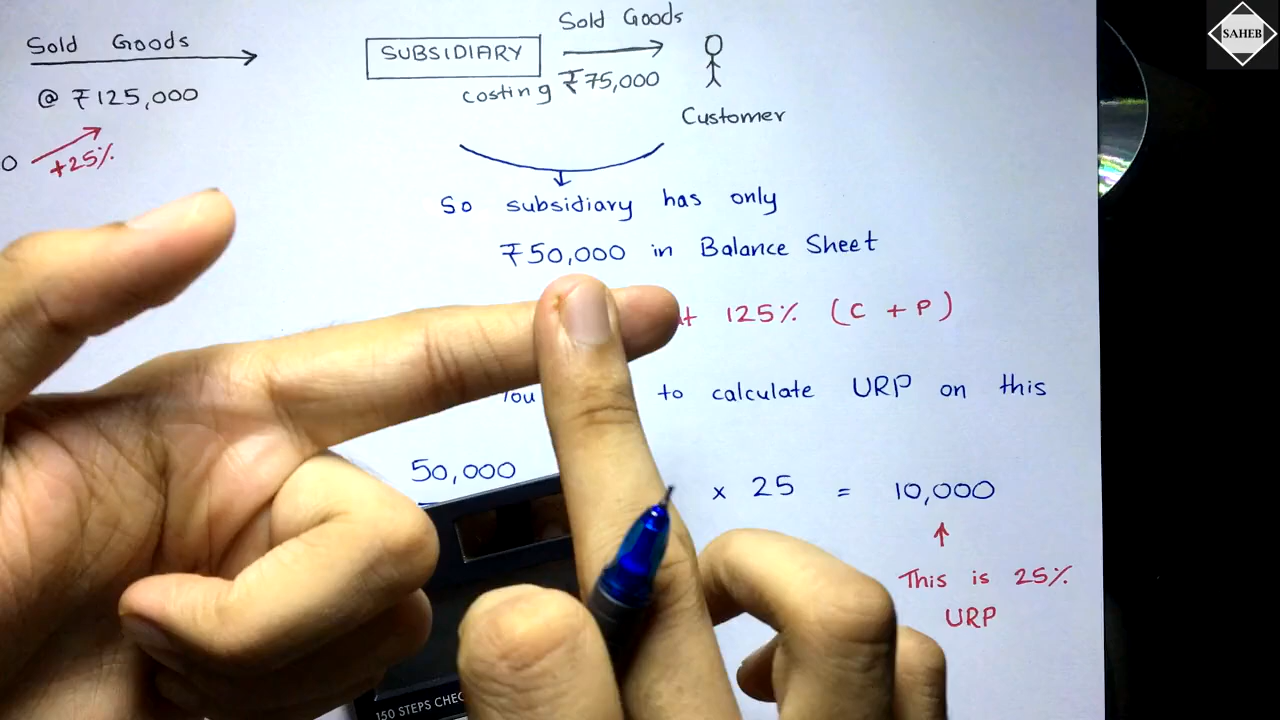 SAHEB
Sold Goods
@ ₹125,000
+25%
SUBSIDIARY
Sold Goods
costing ₹75,000
Customer
So subsidiary has only
₹50,000 in Balance Sheet
125% (C + P)
to calculate URP on this
50,000
x 25 = 10,000
This is 25%
URP
150 STEPS